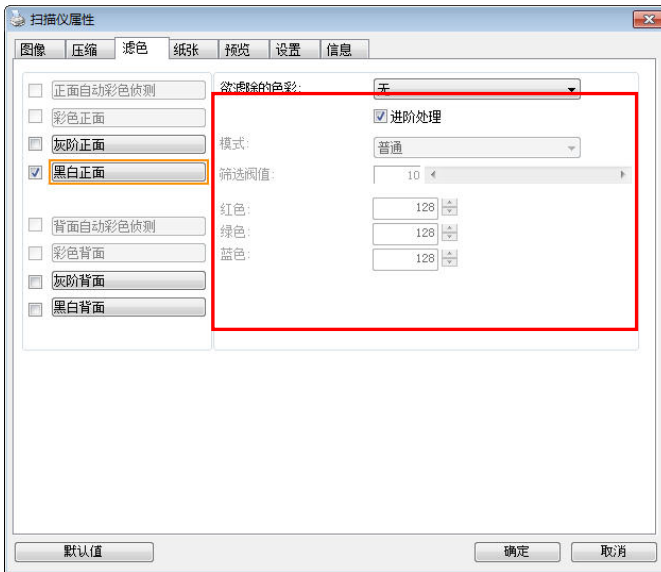 扫描仪属性
图像 压缩 滤色 纸张 预览 设置 信息
正面自动彩色侦测 欲滤除的色彩: 无
彩色正面 进阶处理
灰阶正面 模式: 普通
黑白正面 筛选阀值: 10
红色: 128
背面自动彩色侦测 绿色: 128
彩色背面 蓝色: 128
灰阶背面
黑白背面
默认值 确定 取消